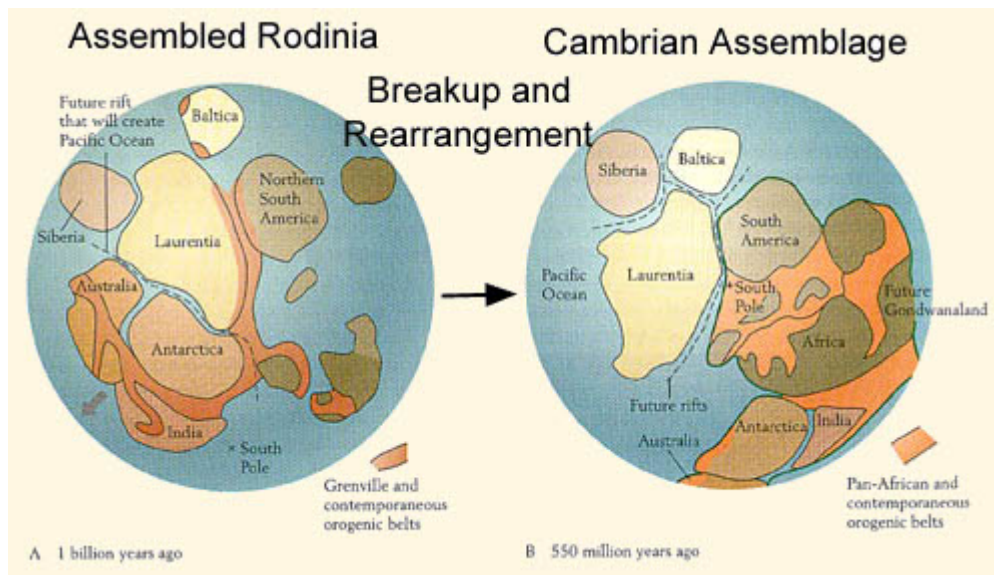 Assembled Rodinia
Cambrian Assemblage
Breakup and
Rearrangement
Future rift
that will create
Pacific Ocean
Baltica
Northern
South
America
Siberia
Laurentia
Australia
Antarctica
India
× South
Pole
Grenville and
contemporaneous
orogenic belts
A 1 billion years ago
Siberia
Baltica
South
America
Pacific
Ocean
Laurentia
+South
Pole
Future
Gondwanaland
Africa
Future rifts
Australia
Antarctica
India
Pan-African and
contemporaneous
orogenic belts
B 550 million years ago